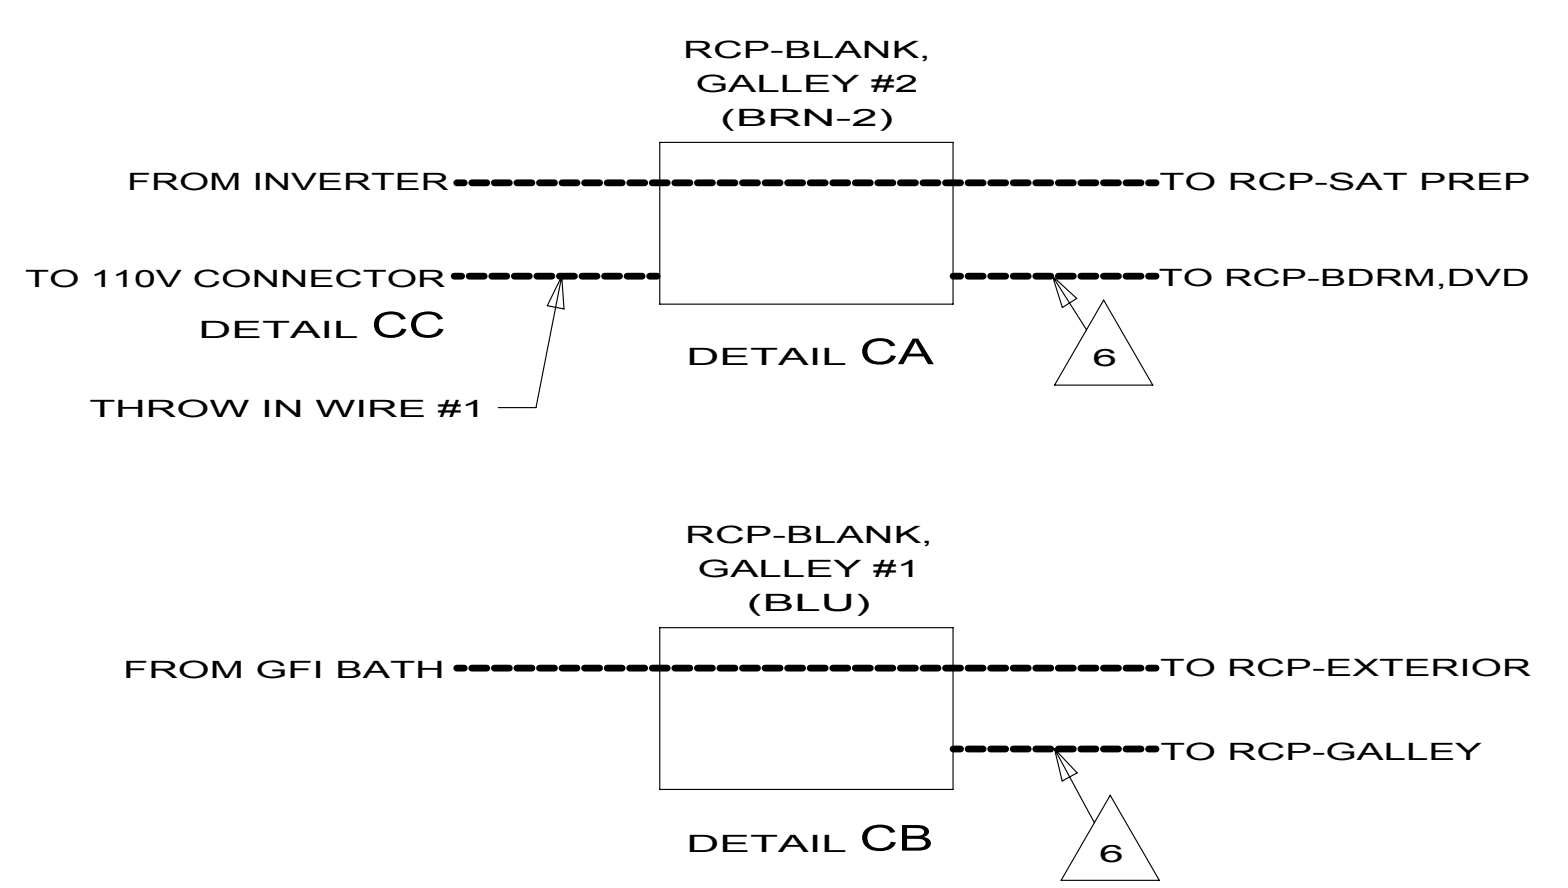 RCP-BLANK,
GALLEY #2
(BRN-2)
FROM INVERTER
TO RCP-SAT PREP
TO 110V CONNECTOR
DETAIL CC
TO RCP-BDRM,DVD
DETAIL CA
6
THROW IN WIRE #1
RCP-BLANK,
GALLEY #1
(BLU)
FROM GFI BATH
TO RCP-EXTERIOR
TO RCP-GALLEY
DETAIL CB
6